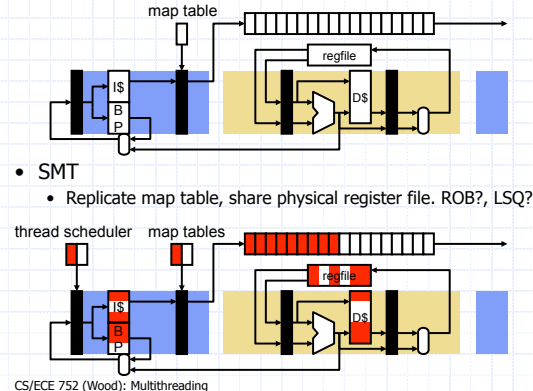 map table
regfile
I$
B
P
D$
• SMT
• Replicate map table, share physical register file. ROB?, LSQ?
thread scheduler map tables
regfile
I$
B
P
D$
CS/ECE 752 (Wood): Multithreading